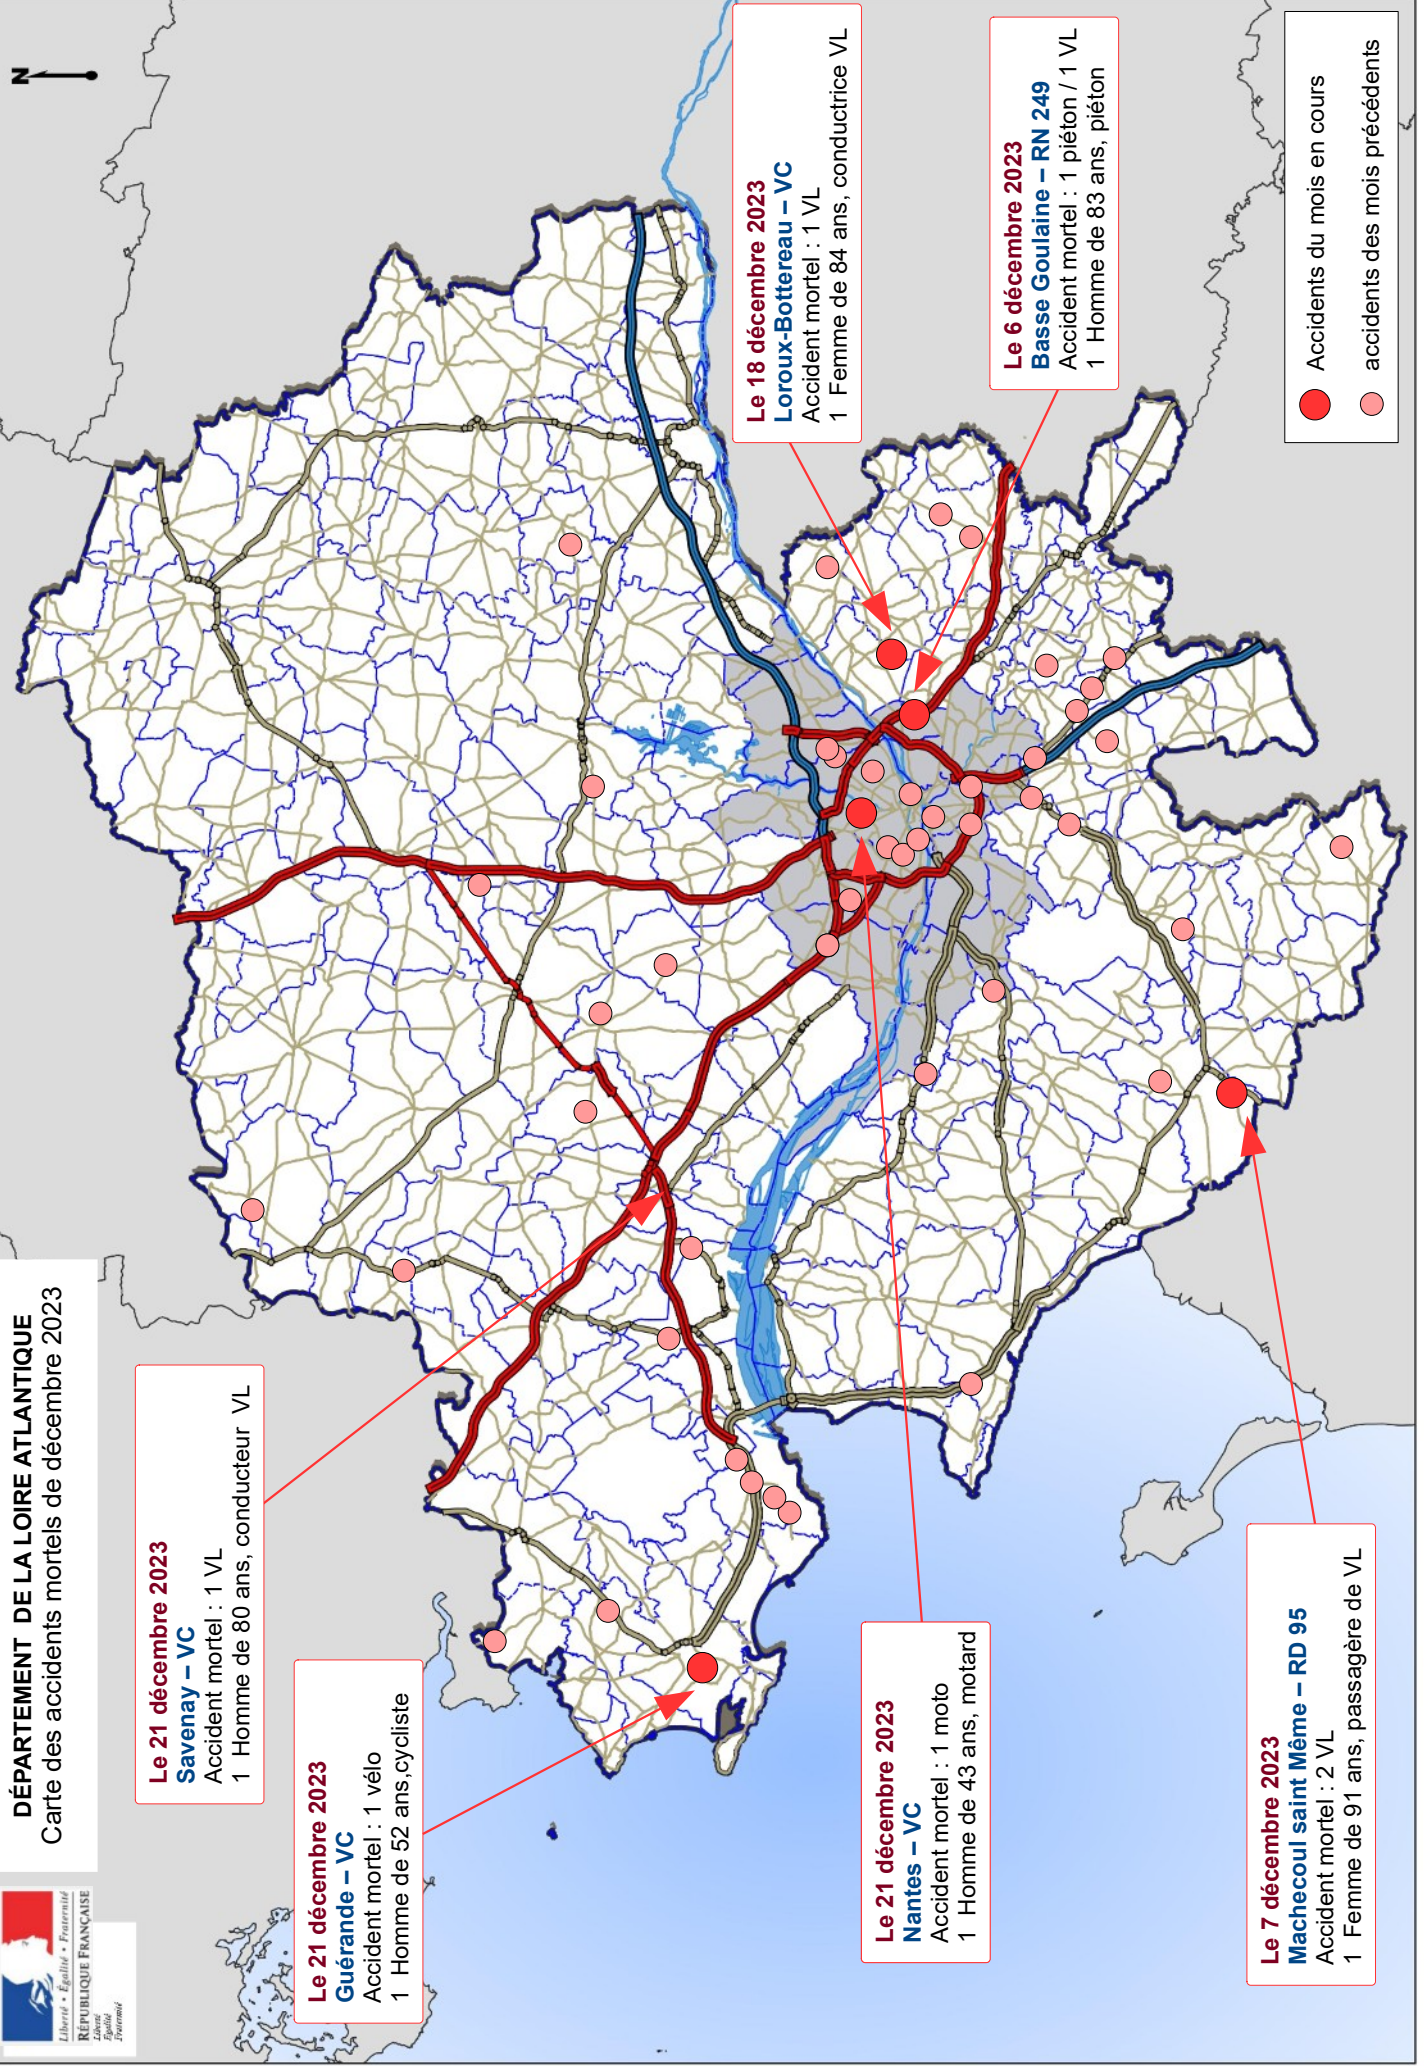 Liberté • Égalité • Fraternité
RÉPUBLIQUE FRANÇAISE
Liberté
Égalité
Fraternité
DÉPARTEMENT DE LA LOIRE ATLANTIQUE
Carte des accidents mortels de décembre 2023
N
Le 21 décembre 2023
Savenay – VC
Accident mortel : 1 VL
1 Homme de 80 ans, conducteur VL
Le 21 décembre 2023
Guérande – VC
Accident mortel : 1 vélo
1 Homme de 52 ans,cycliste
Le 18 décembre 2023
Loroux-Bottereau – VC
Accident mortel : 1 VL
1 Femme de 84 ans, conductrice VL
Le 6 décembre 2023
Basse Goulaine – RN 249
Accident mortel : 1 piéton / 1 VL
1 Homme de 83 ans, piéton
Le 21 décembre 2023
Nantes – VC
Accident mortel : 1 moto
1 Homme de 43 ans, motard
Le 7 décembre 2023
Machecoul saint Même – RD 95
Accident mortel : 2 VL
1 Femme de 91 ans, passagère de VL
Accidents du mois en cours
accidents des mois précédents